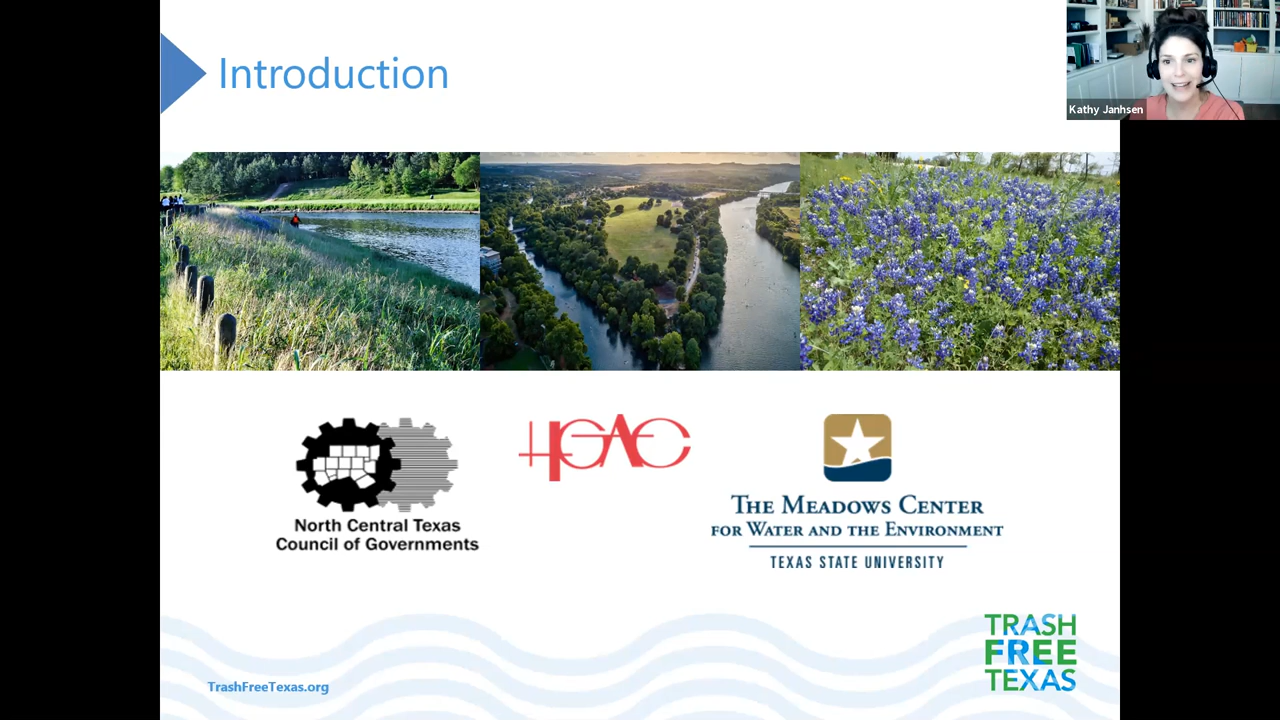 Introduction
Kathy Janhsen
HGAC
North Central Texas
Council of Governments
The Meadows Center
for Water and the Environment
Texas State University
TRASH
FREE
TEXAS
TrashFreeTexas.org